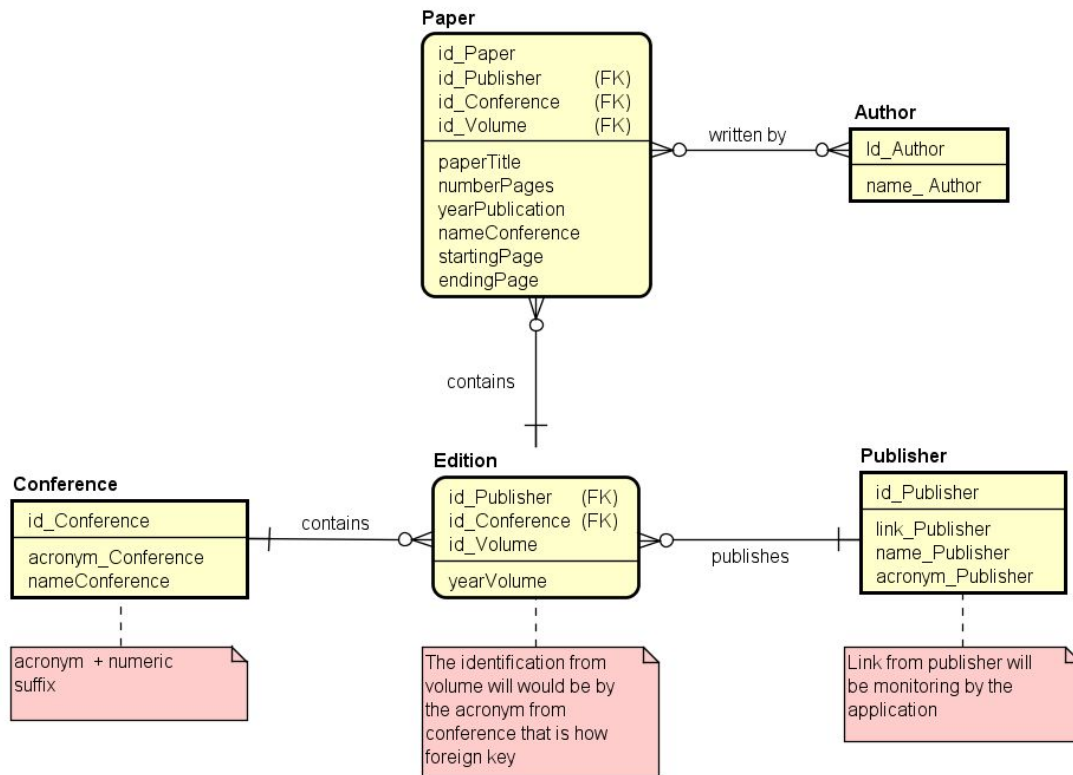 Paper
id_Paper
id_Publisher (FK)
id_Conference (FK)
id_Volume (FK)
paperTitle
numberPages
yearPublication
nameConference
startingPage
endingPage
written by
Author
Id_Author
name_ Author
contains
Conference
id_Conference
acronym_Conference
nameConference
contains
Edition
id_Publisher (FK)
id_Conference (FK)
id_Volume
yearVolume
publishes
Publisher
id_Publisher
link_Publisher
name_Publisher
acronym_Publisher
acronym + numeric
suffix
The identification from
volume will would be by
the acronym from
conference that is how
foreign key
Link from publisher will
be monitoring by the
application